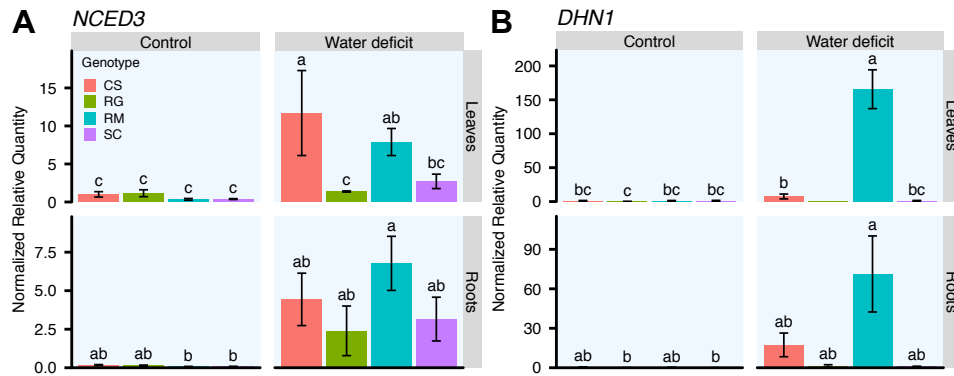 A NCED3
Control Water deficit
Genotype
CS
RG
RM
SC
Normalized Relative Quantity
15
10
5
0
c c c c
a c ab bc
Leaves
7.5
5.0
2.5
0.0
ab ab b b
ab ab a ab
Roots
B DHN1
Control Water deficit
Normalized Relative Quantity
200
150
100
50
0
bc c bc bc
b a bc
Leaves
90
60
30
0
ab b ab b
ab ab a ab
Roots